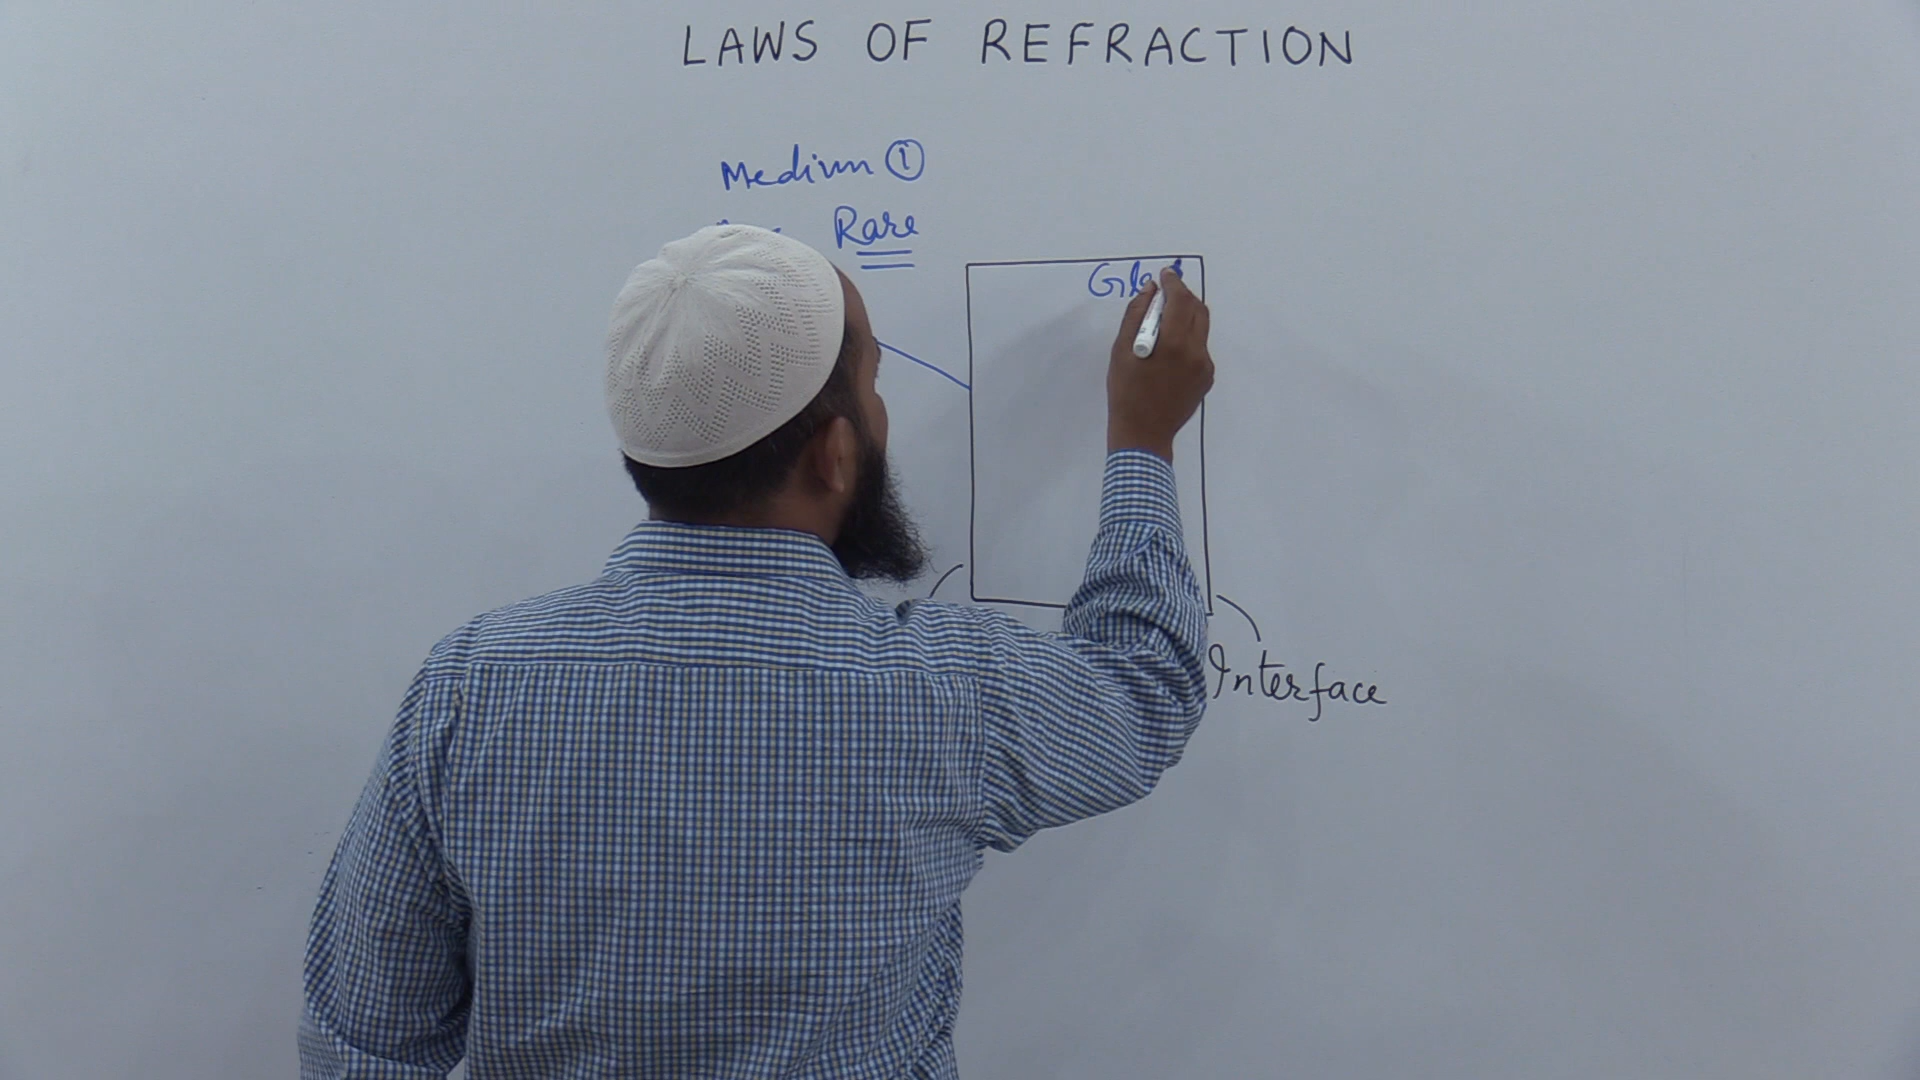 LAWS OF REFRACTION
Medium ①
Rare
Interface